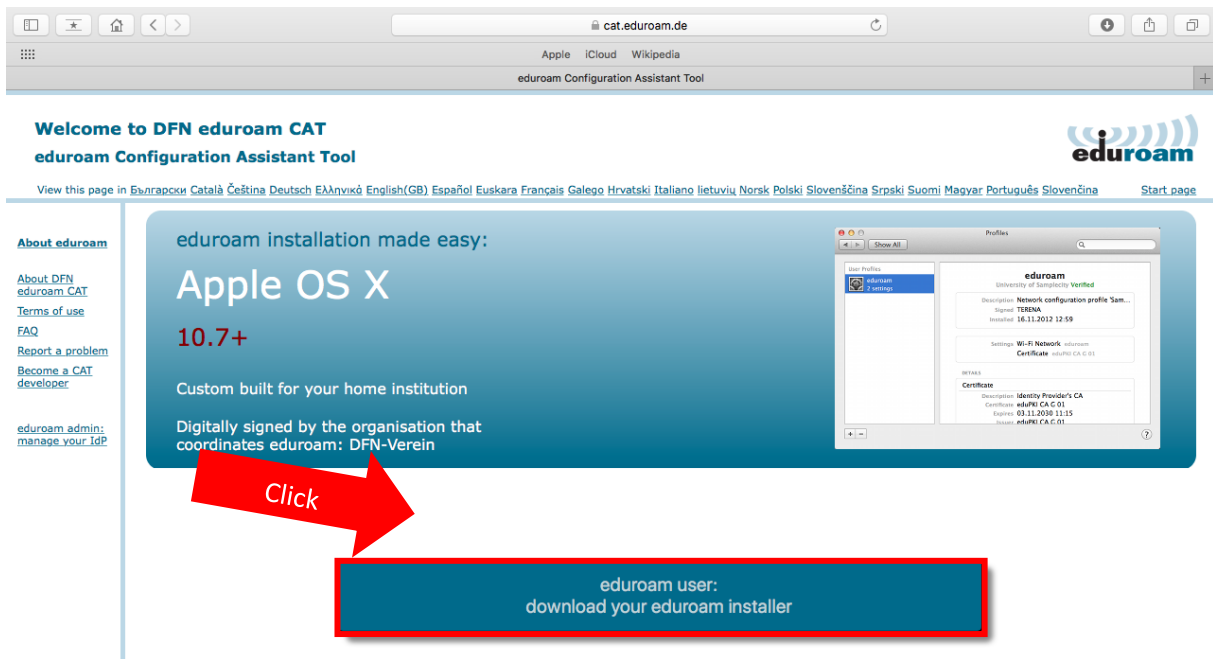 cat.eduroam.de
Apple iCloud Wikipedia
eduroam Configuration Assistant Tool
Welcome to DFN eduroam CAT
eduroam Configuration Assistant Tool
eduroam
View this page in Български Català Čeština Deutsch Ελληνικά English(GB) Español Euskara Français Galego Hrvatski Italiano lietuvių Norsk Polski Slovenščina Srpski Suomi Magyar Português Slovenčina Start page
About eduroam
About DFN
eduroam CAT
Terms of use
FAQ
Report a problem
Become a CAT
developer
eduroam admin:
manage your IdP
eduroam installation made easy:
Apple OS X
10.7+
Custom built for your home institution
Digitally signed by the organisation that
coordinates eduroam: DFN-Verein
Profiles
Show All
User Profiles
eduroam
2 settings
eduroam
University of Samplecity Verified
Description Network configuration profile 'Sam...
Signed TERENA
Installed 16.11.2012 12:59
Settings Wi-Fi Network eduroam
Certificate eduPKI CA G 01
DETAILS
Certificate
Description Identity Provider's CA
Certificate eduPKI CA G 01
Expires 03.11.2030 11:15
Issuer eduPKI CA G 01
Click
eduroam user:
download your eduroam installer